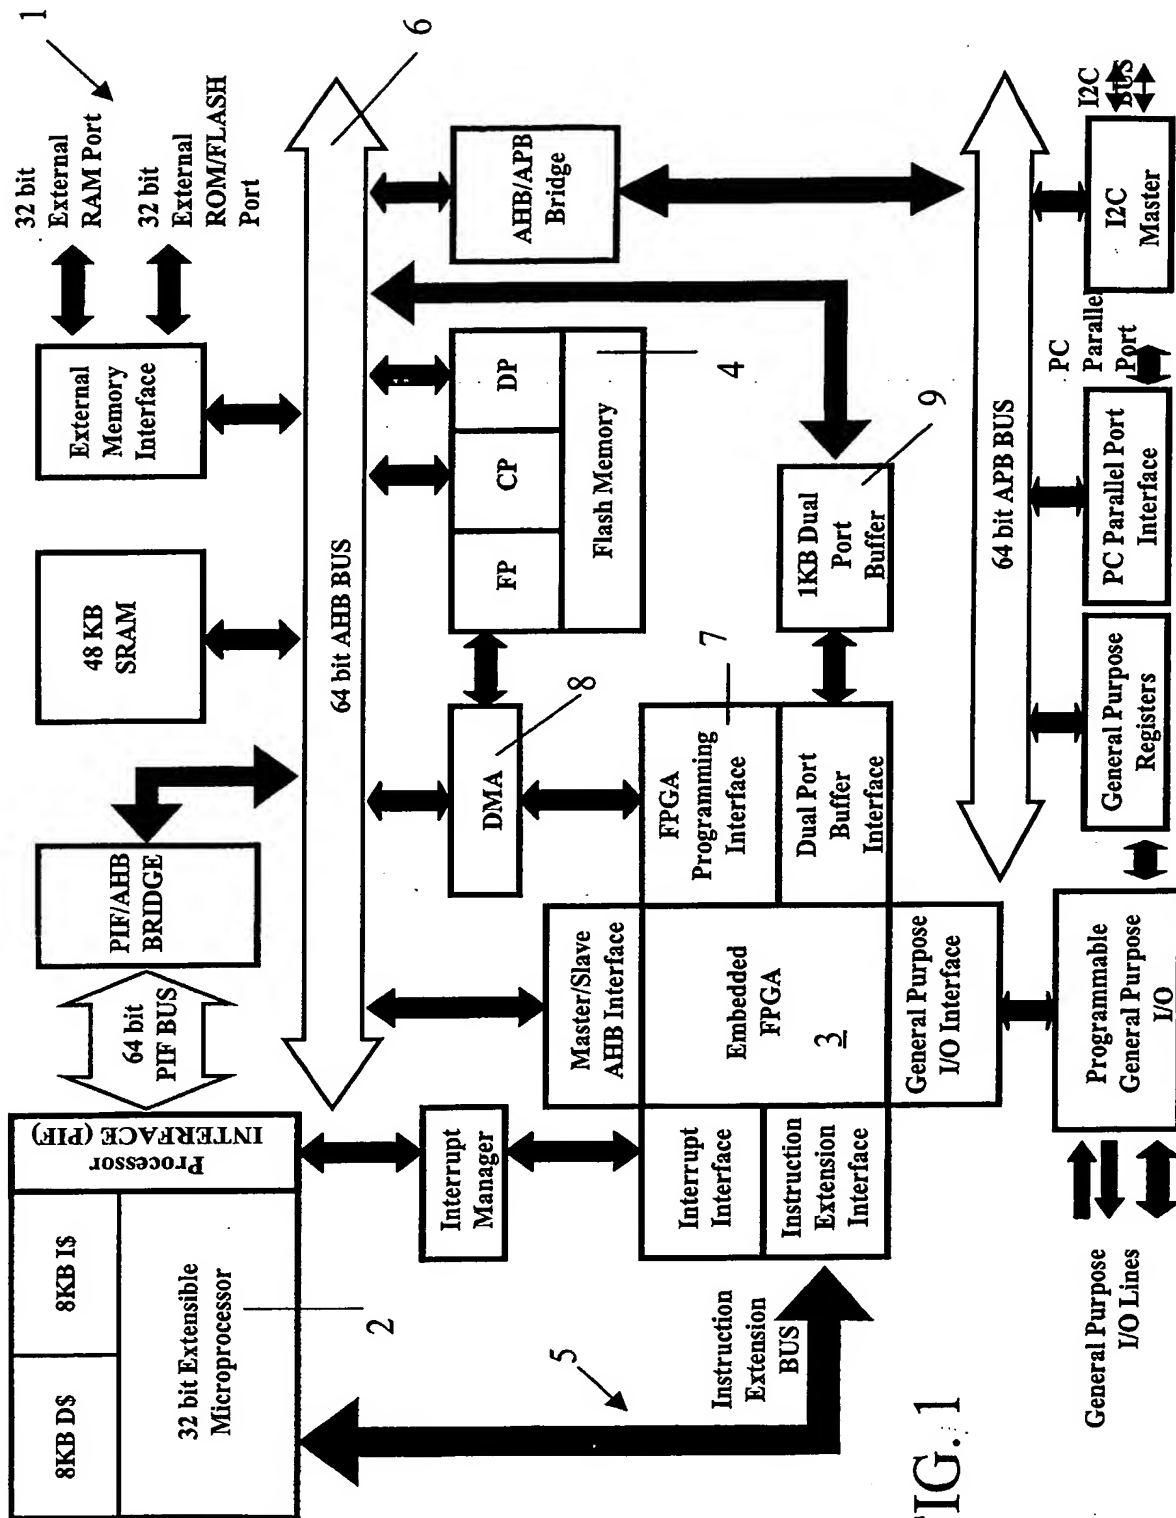 1
8KB D$
8KB I$
32 bit Extensible
Microprocessor
2
Processor
INTERFACE (PIF)
64 bit
PIF BUS
PIF/AHB
BRIDGE
48 KB
SRAM
External
Memory
Interface
32 bit
External
RAM Port
32 bit
External
ROM/FLASH
Port
64 bit AHB BUS
6
Interrupt
Manager
Master/Slave
AHB Interface
DMA
8
FP
CP
DP
Flash Memory
4
AHB/APB
Bridge
5
Instruction
Extension
BUS
Interrupt
Interface
Instruction
Extension
Interface
Embedded
FPGA
3
FPGA
Programming
Interface
7
Dual Port
Buffer
Interface
1KB Dual
Port
Buffer
9
General Purpose
I/O Interface
64 bit APB BUS
General Purpose
I/O Lines
Programmable
General Purpose
I/O
General Purpose
Registers
PC Parallel Port
Interface
PC
Parallel
Port
I2C
Master
I2C
BUS
FIG. 1